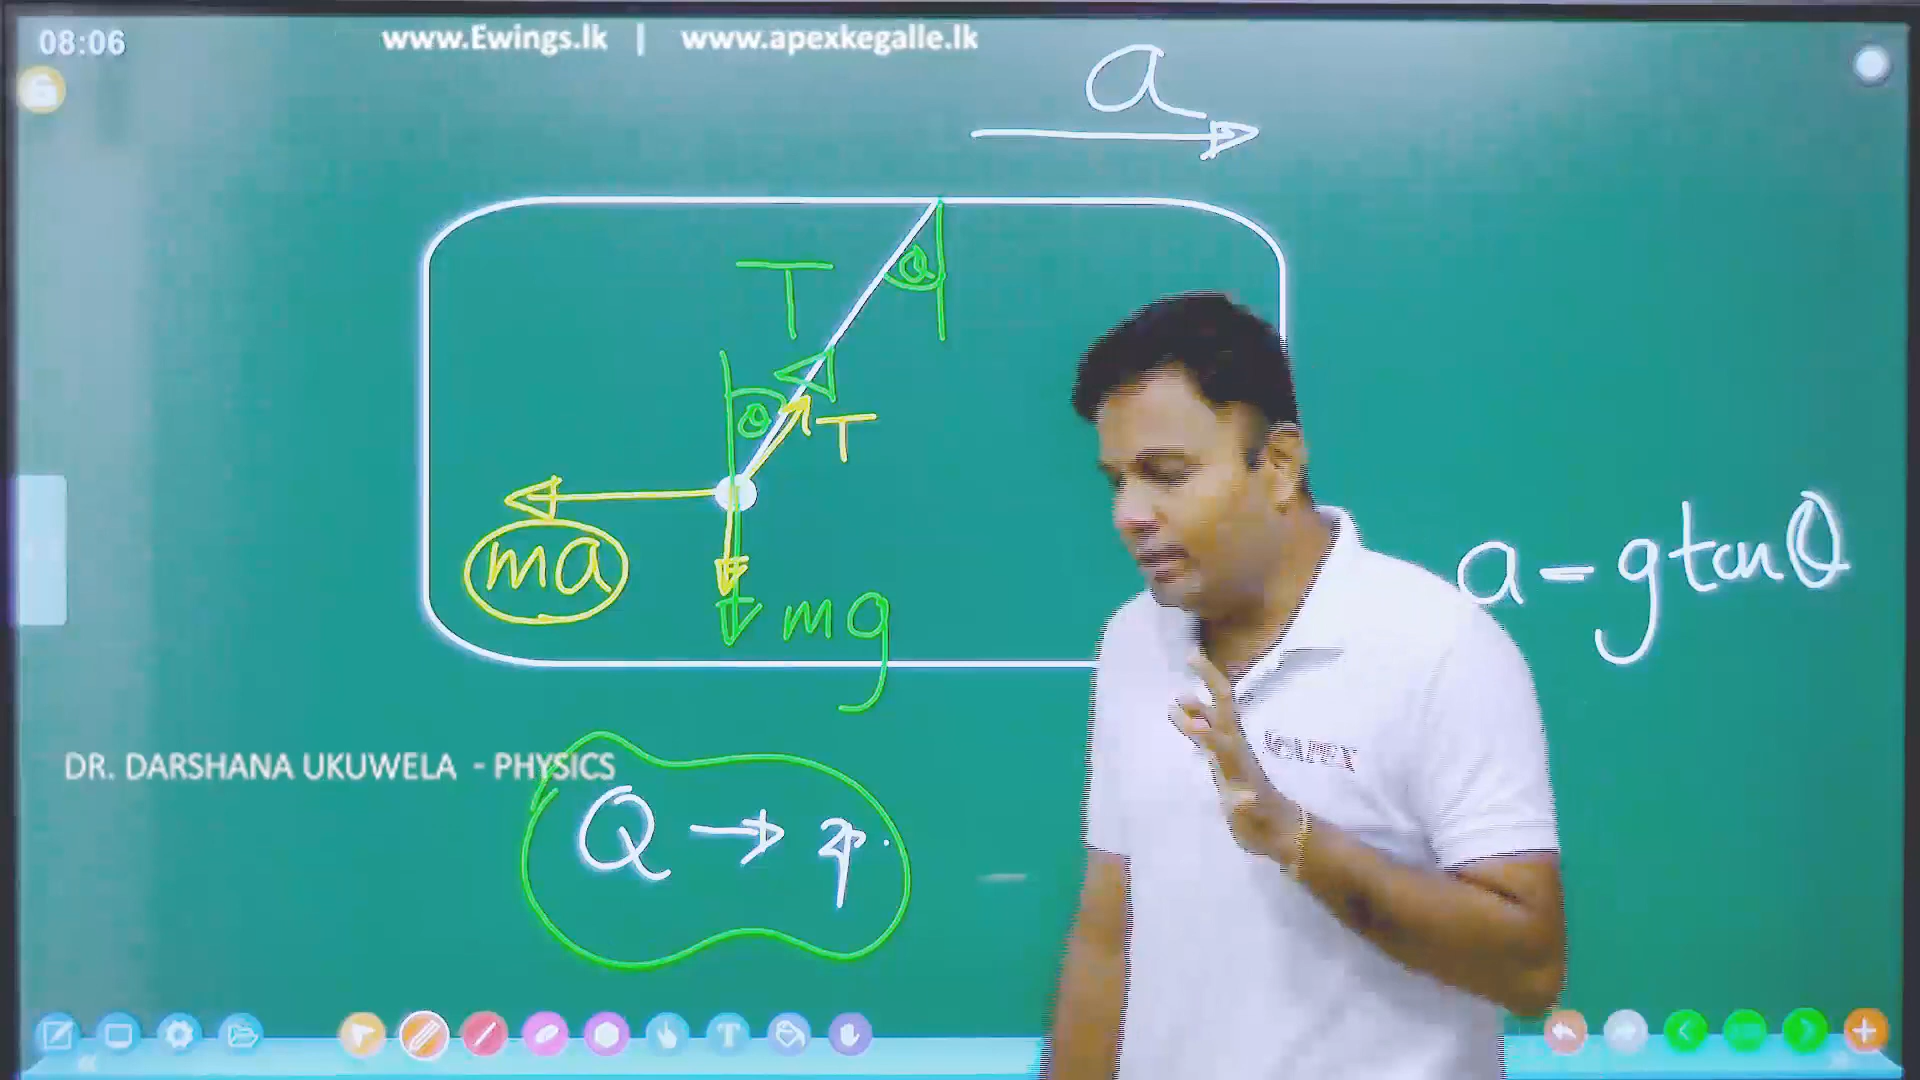 08:06
www.Ewings.lk | www.apexkegalle.lk
a
T
θ
θ
T
ma
mg
a = g tan θ
DR. DARSHANA UKUWELA - PHYSICS
Q →